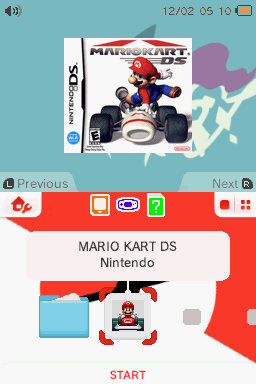 12/02 05 10
MARIOKART
DS
NINTENDO DS
E
L Previous
Next R
?
MARIO KART DS
Nintendo
START